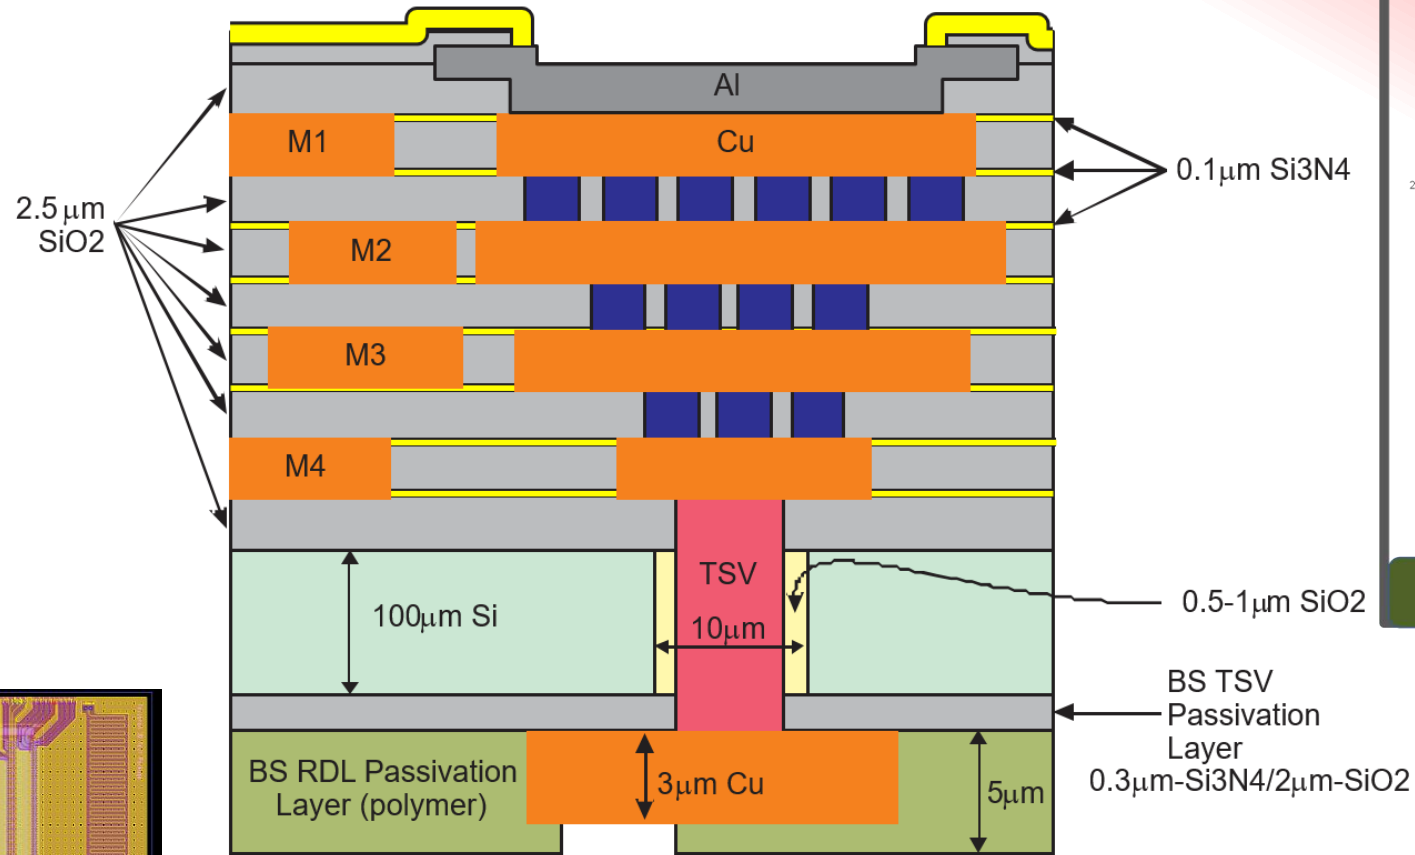 Al
M1
Cu
0.1μm Si3N4
2.5μm
SiO2
M2
M3
M4
TSV
100μm Si
10μm
0.5-1μm SiO2
BS TSV
Passivation
Layer
0.3μm-Si3N4/2μm-SiO2
BS RDL Passivation
Layer (polymer)
3μm Cu
5μm
2